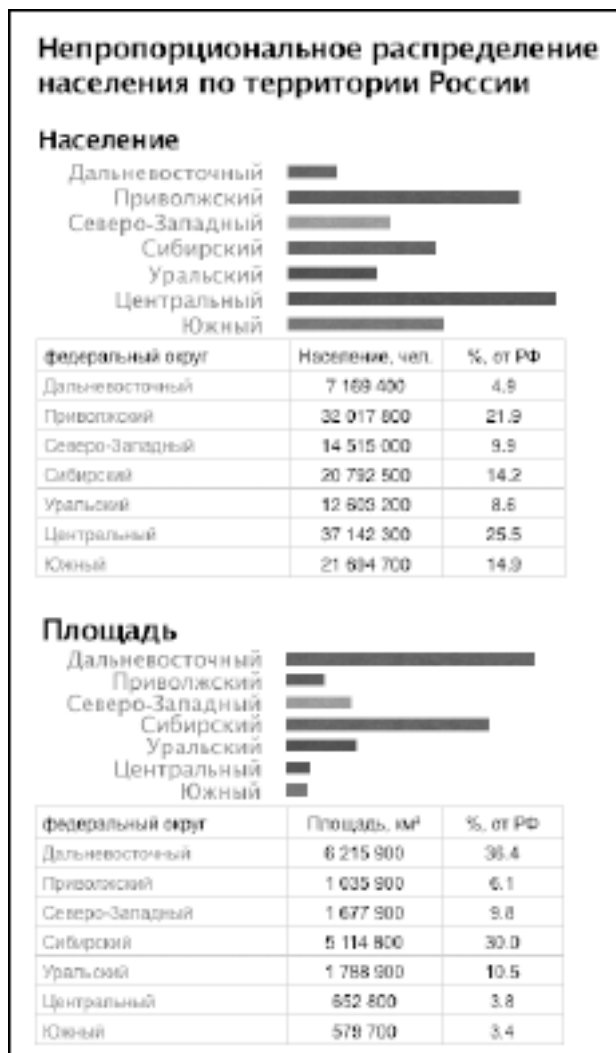 Непропорциональное распределение
населения по территории России
Население
Дальневосточный
Приволжский
Северо-Западный
Сибирский
Уральский
Центральный
Южный
федеральный округ Население, чел. %, от РФ
Дальневосточный 7 169 400 4.9
Приволжский 32 017 800 21.9
Северо-Западный 14 515 000 9.9
Сибирский 20 792 500 14.2
Уральский 12 603 200 8.6
Центральный 37 142 300 25.5
Южный 21 694 700 14.9
Площадь
Дальневосточный
Приволжский
Северо-Западный
Сибирский
Уральский
Центральный
Южный
федеральный округ Площадь, км² %, от РФ
Дальневосточный 6 215 900 36.4
Приволжский 1 035 900 6.1
Северо-Западный 1 677 900 9.8
Сибирский 5 114 800 30.0
Уральский 1 788 900 10.5
Центральный 652 800 3.8
Южный 579 700 3.4